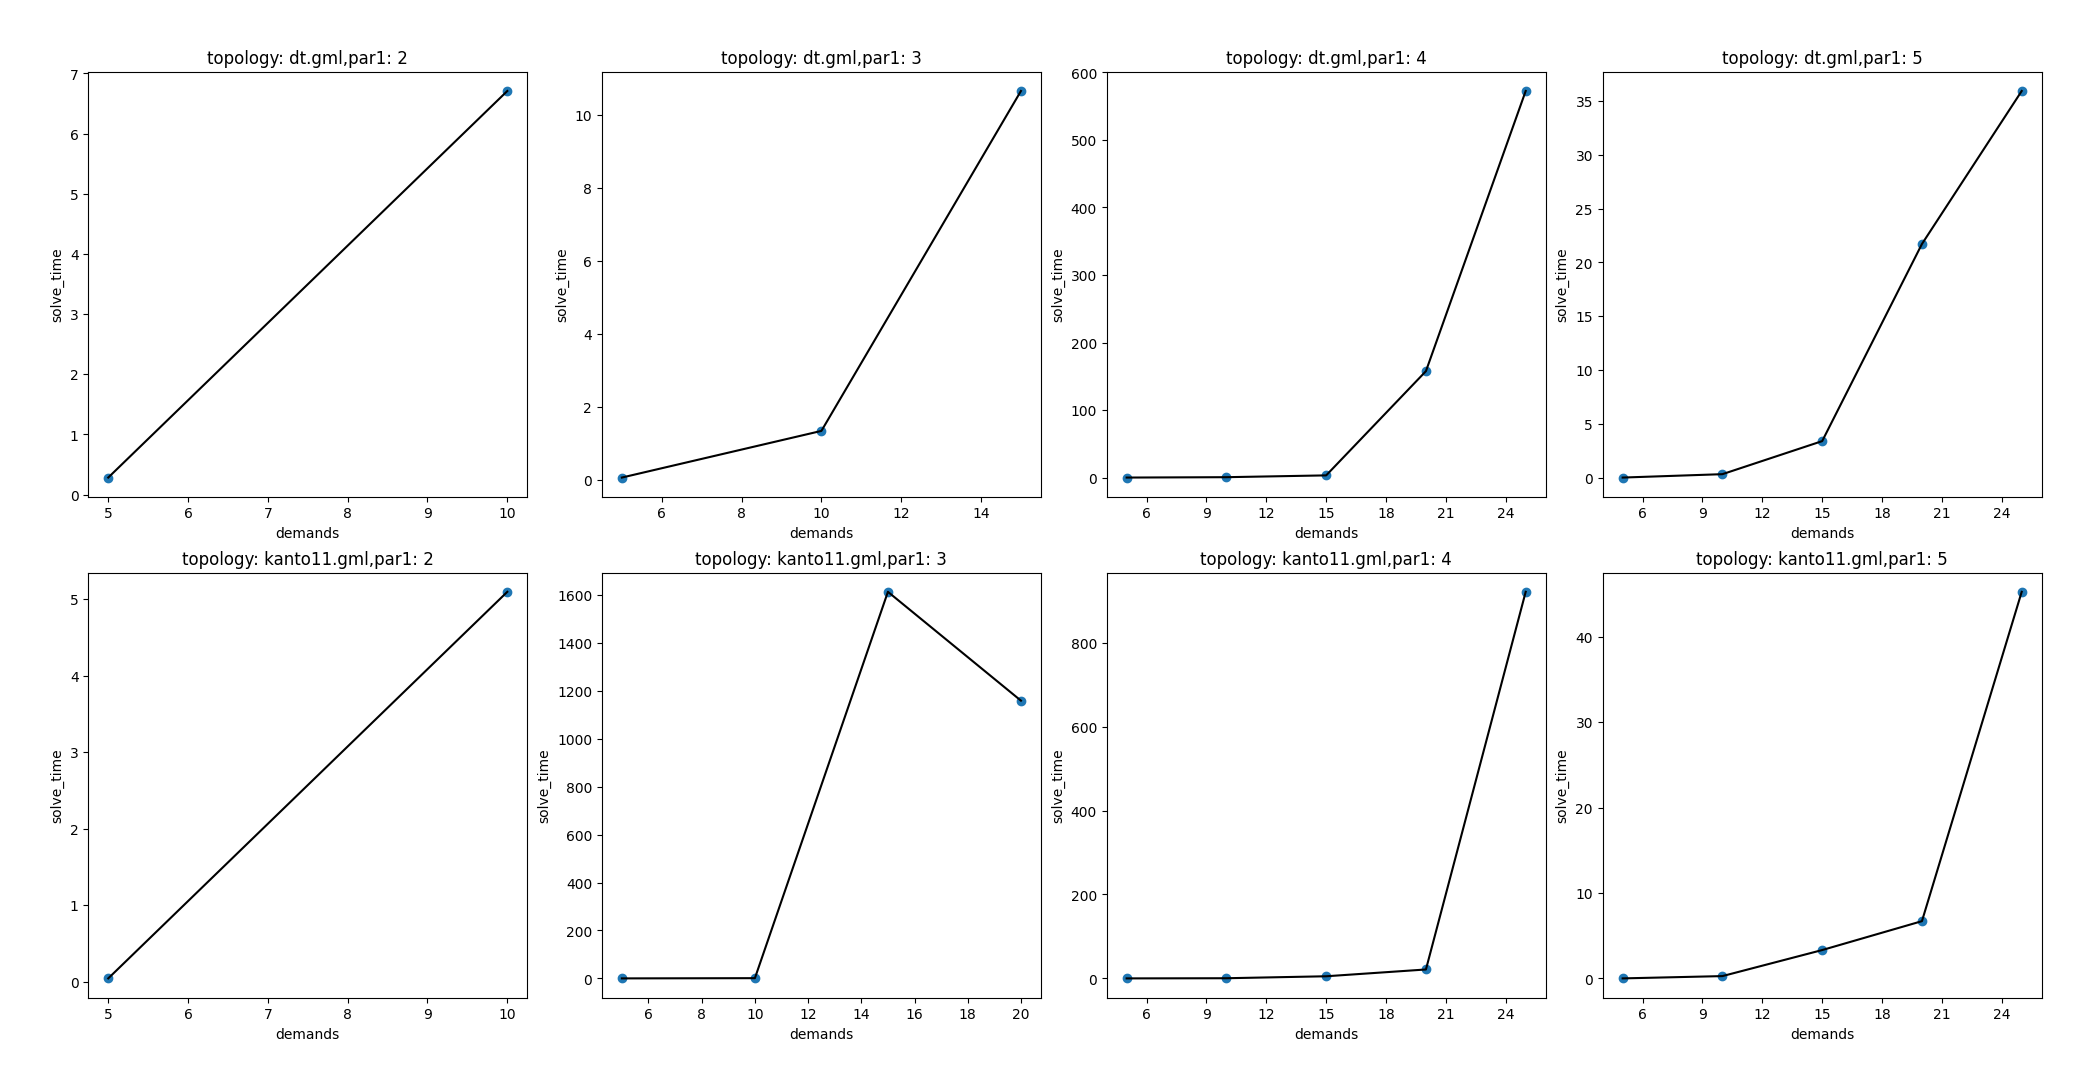 topology: dt.gml,par1: 2
7
6
5
4
3
2
1
0
solve_time
5 6 7 8 9 10
demands
topology: dt.gml,par1: 3
10
8
6
4
2
0
solve_time
6 8 10 12 14
demands
topology: dt.gml,par1: 4
600
500
400
300
200
100
0
solve_time
6 9 12 15 18 21 24
demands
topology: dt.gml,par1: 5
35
30
25
20
15
10
5
0
solve_time
6 9 12 15 18 21 24
demands
topology: kanto11.gml,par1: 2
5
4
3
2
1
0
solve_time
5 6 7 8 9 10
demands
topology: kanto11.gml,par1: 3
1600
1400
1200
1000
800
600
400
200
0
solve_time
6 8 10 12 14 16 18 20
demands
topology: kanto11.gml,par1: 4
800
600
400
200
0
solve_time
6 9 12 15 18 21 24
demands
topology: kanto11.gml,par1: 5
40
30
20
10
0
solve_time
6 9 12 15 18 21 24
demands